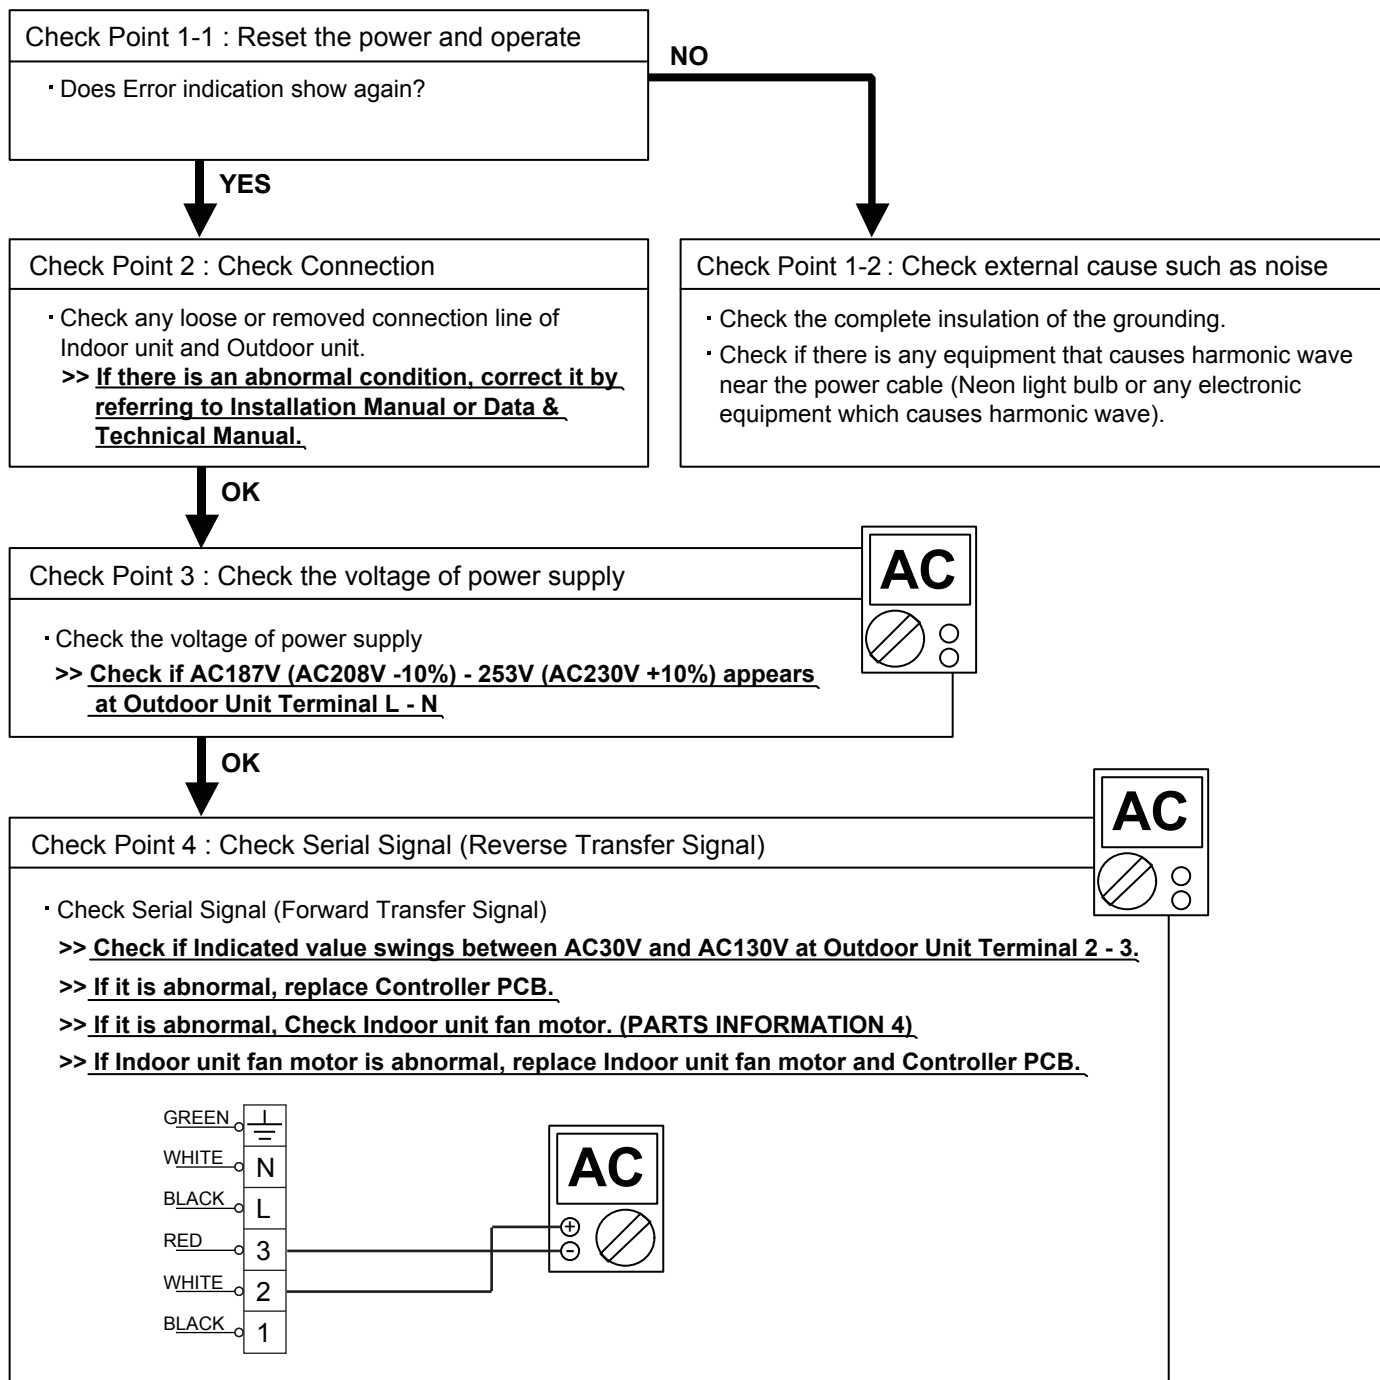 Check Point 1-1 : Reset the power and operate
· Does Error indication show again?
NO
YES
Check Point 2 : Check Connection
· Check any loose or removed connection line of
Indoor unit and Outdoor unit.
>> If there is an abnormal condition, correct it by
referring to Installation Manual or Data &
Technical Manual.
Check Point 1-2 : Check external cause such as noise
· Check the complete insulation of the grounding.
· Check if there is any equipment that causes harmonic wave
near the power cable (Neon light bulb or any electronic
equipment which causes harmonic wave).
OK
Check Point 3 : Check the voltage of power supply
AC
· Check the voltage of power supply
>> Check if AC187V (AC208V -10%) - 253V (AC230V +10%) appears
at Outdoor Unit Terminal L - N
OK
Check Point 4 : Check Serial Signal (Reverse Transfer Signal)
AC
· Check Serial Signal (Forward Transfer Signal)
>> Check if Indicated value swings between AC30V and AC130V at Outdoor Unit Terminal 2 - 3.
>> If it is abnormal, replace Controller PCB.
>> If it is abnormal, Check Indoor unit fan motor. (PARTS INFORMATION 4)
>> If Indoor unit fan motor is abnormal, replace Indoor unit fan motor and Controller PCB.
GREEN
WHITE N
BLACK L
RED 3
WHITE 2
BLACK 1
AC
+
-